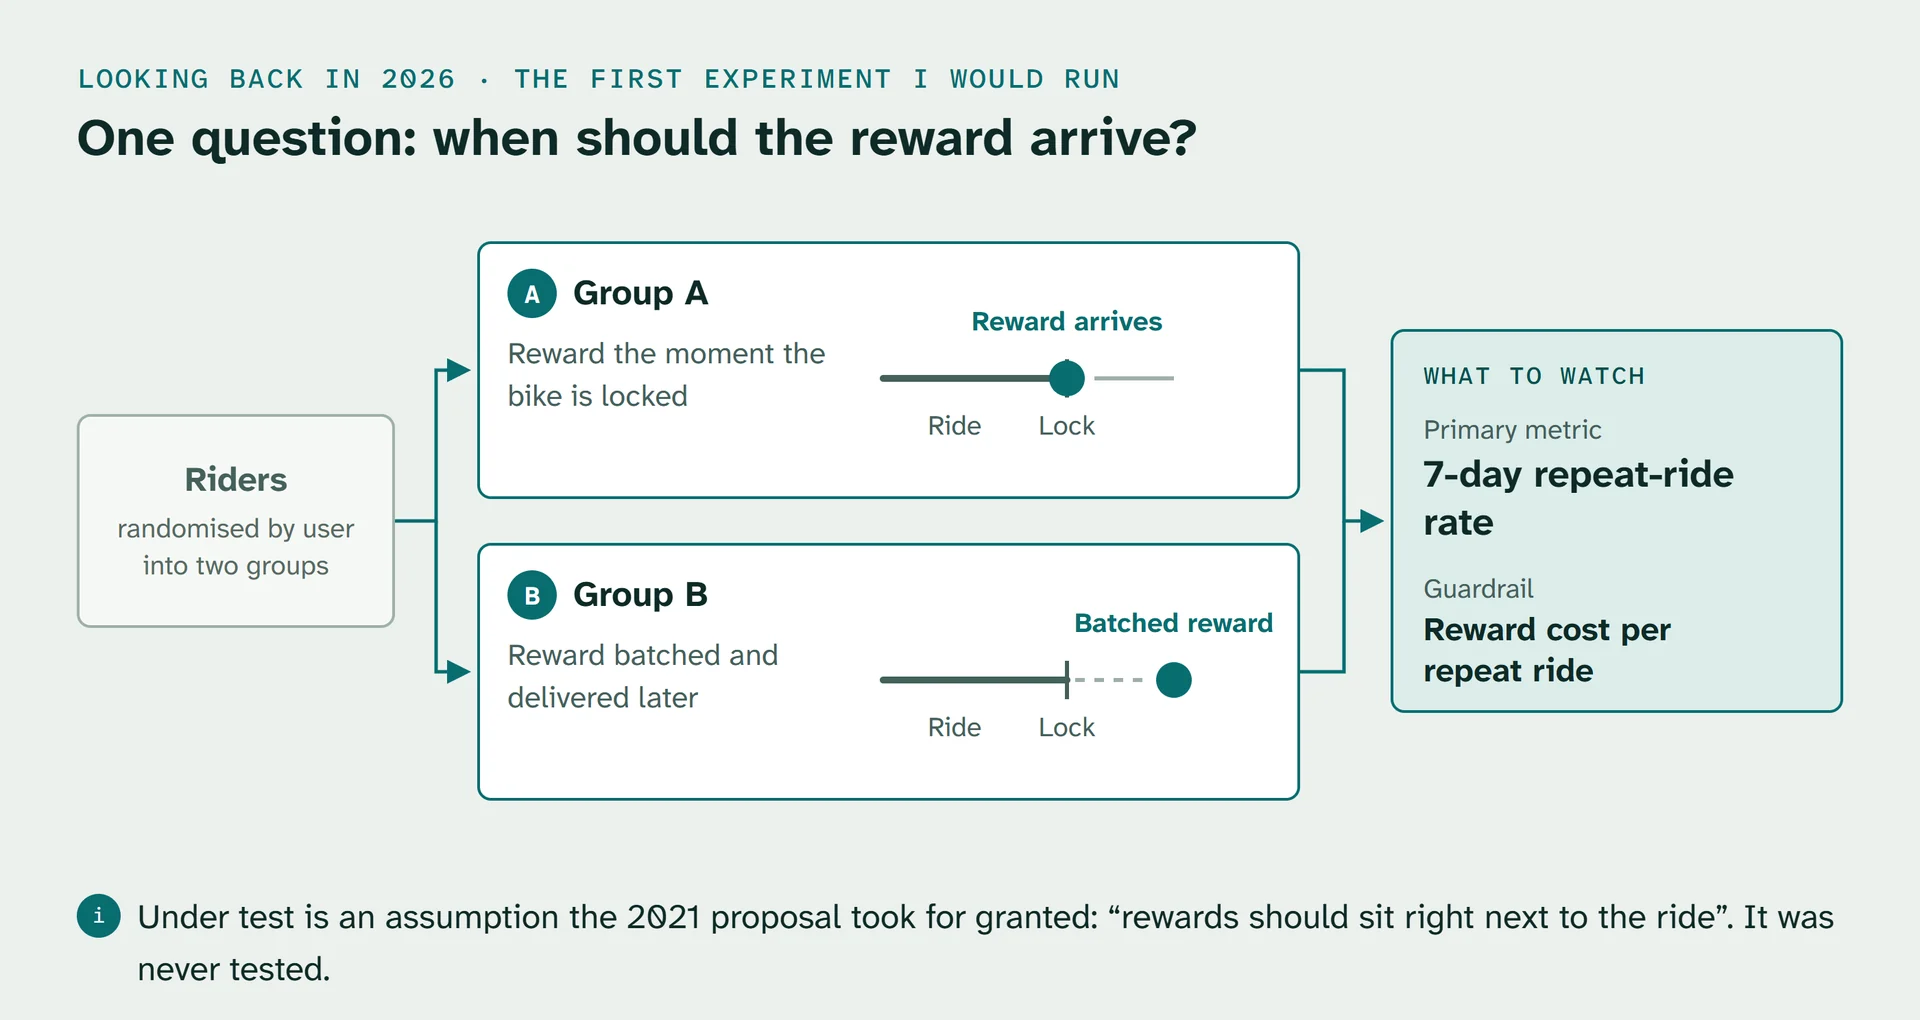 LOOKING BACK IN 2026 · THE FIRST EXPERIMENT I WOULD RUN
One question: when should the reward arrive?
Riders
randomised by user
into two groups
A
Group A
Reward the moment the
bike is locked
Reward arrives
Ride
Lock
B
Group B
Reward batched and
delivered later
Batched reward
Ride
Lock
WHAT TO WATCH
Primary metric
7-day repeat-ride
rate
Guardrail
Reward cost per
repeat ride
i
Under test is an assumption the 2021 proposal took for granted: “rewards should sit right next to the ride”. It was
never tested.